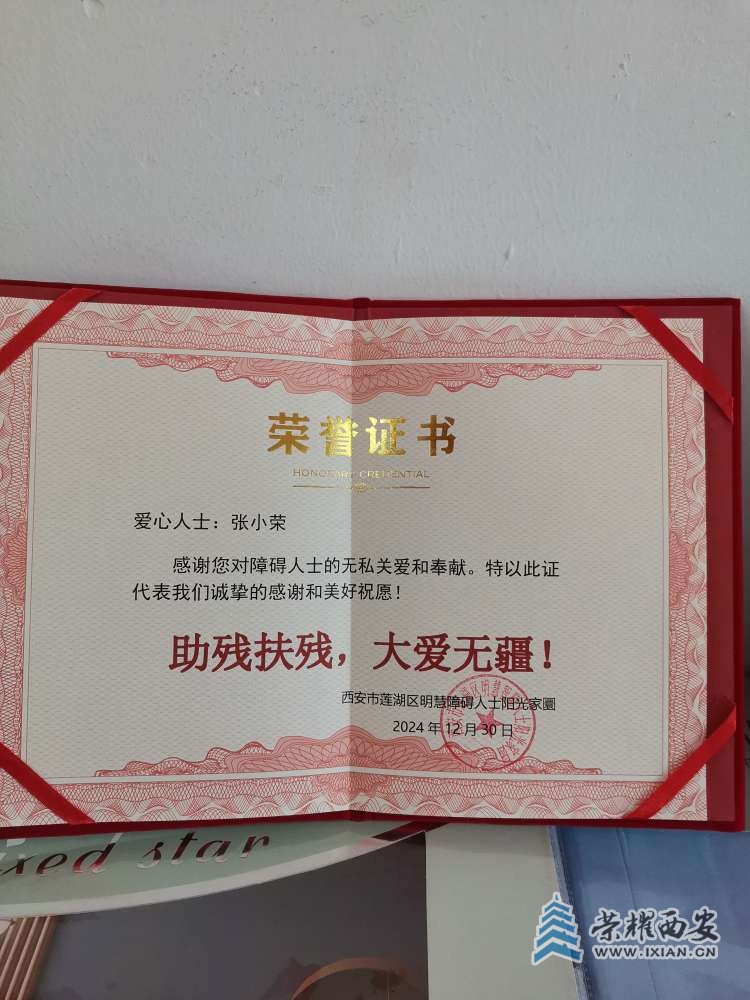 荣誉证书
HONORARY CREDENTIAL
爱心人士：张小荣
感谢您对障碍人士的无私关爱和奉献。特以此证
代表我们诚挚的感谢和美好祝愿！
助残扶残，大爱无疆！
西安市莲湖区明慧障碍人士阳光家園
2024年12月30日
xed star
荣耀西安
WWW.IXIAN.CN